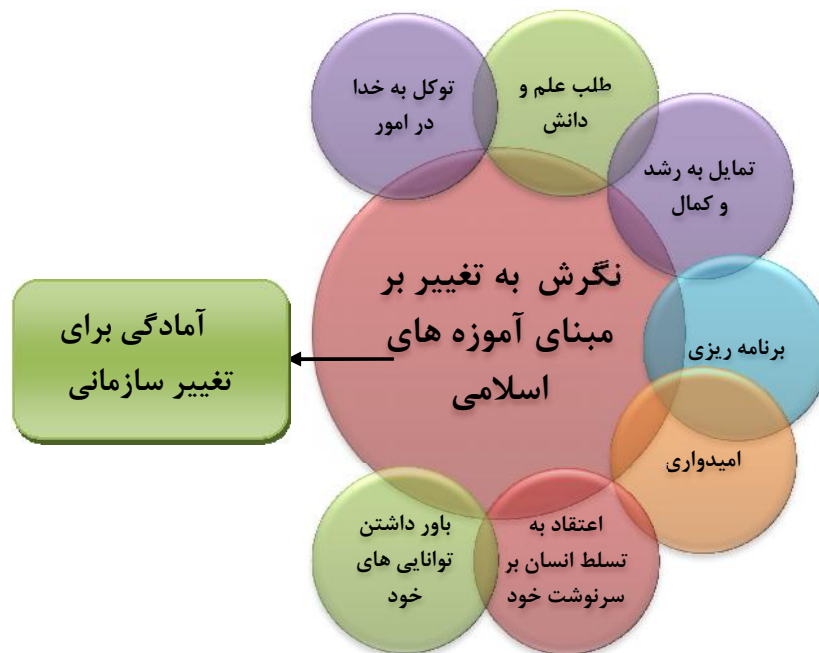 توکل به خدا
در امور
طلب علم و
دانش
تمایل به رشد
و کمال
نگرش به تغییر بر
مبنای آموزه های
اسلامی
برنامه ریزی
آمادگی برای
تغییر سازمانی
امیدواری
اعتقاد به
تسلط انسان بر
سرنوشت خود
باور داشتن
توانایی های
خود